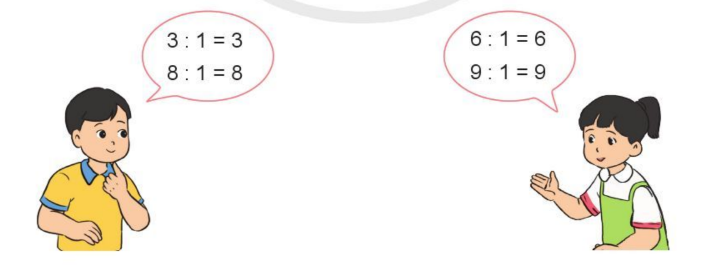 3 : 1 = 3
8 : 1 = 8
6 : 1 = 6
9 : 1 = 9